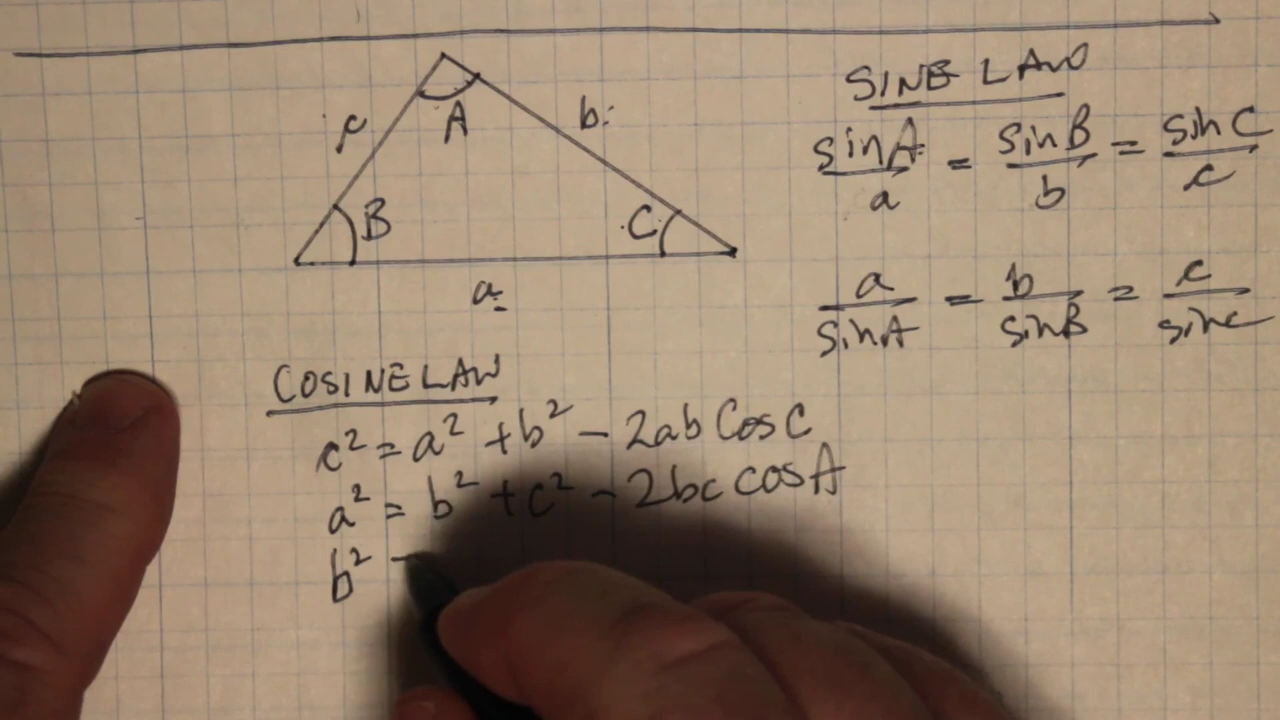 c
A
b
B
C
a
SINE LAW
sinA/a = sinB/b = sinC/c
a/sinA = b/sinB = c/sinc
COSINE LAW
c² = a² + b² - 2ab Cos C
a² = b² + c² - 2bc cosA
b² -